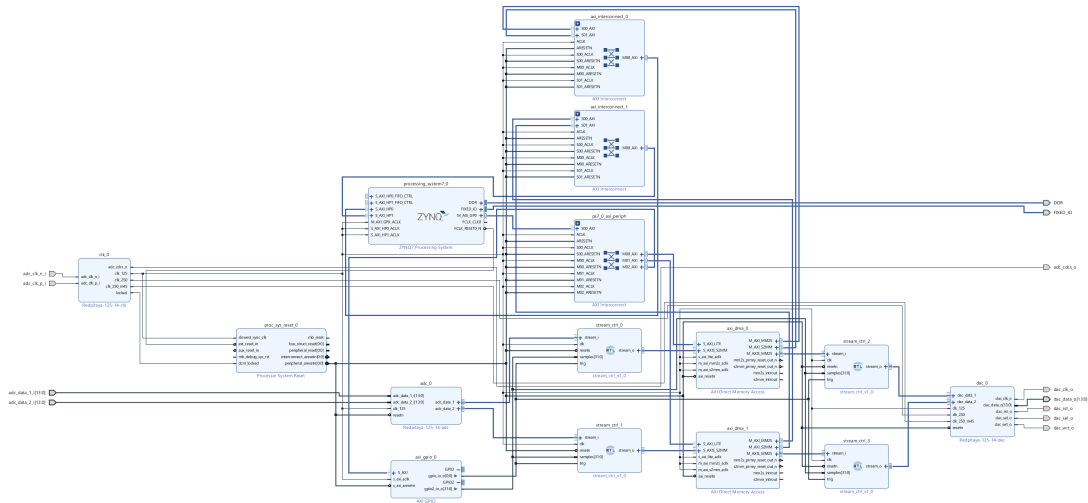 axi_interconnect_0
S00_AXI
S01_AXI
ACLK
ARESETN
S00_ACLK
S00_ARESETN
M00_ACLK
M00_ARESETN
S01_ACLK
S01_ARESETN
M00_AXI
AXI Interconnect
axi_interconnect_1
S00_AXI
S01_AXI
ACLK
ARESETN
S00_ACLK
S00_ARESETN
M00_ACLK
M00_ARESETN
S01_ACLK
S01_ARESETN
M00_AXI
AXI Interconnect
processing_system7_0
S_AXI_HP0_FIFO_CTRL
S_AXI_HP1_FIFO_CTRL
S_AXI_HP0
S_AXI_HP1
M_AXI_GP0_ACLK
S_AXI_HP0_ACLK
S_AXI_HP1_ACLK
ZYNQ
DDR
FIXED_IO
M_AXI_GP0
FCLK_CLK0
FCLK_RESET0_N
ZYNQ7 Processing System
DDR
FIXED_IO
ps7_0_axi_periph
S00_AXI
ACLK
ARESETN
S00_ACLK
S00_ARESETN
M00_ACLK
M00_ARESETN
M01_ACLK
M01_ARESETN
M02_ACLK
M02_ARESETN
M00_AXI
M01_AXI
M02_AXI
AXI Interconnect
clk_0
adc_clk_n_i
adc_clk_p_i
adc_clk_n_i
adc_clk_p_i
adc_cdcs_o
clk_125
clk_250
clk_250_m45
locked
Redpitaya-125-14-clk
adc_cdcs_o
proc_sys_reset_0
slowest_sync_clk
ext_reset_in
aux_reset_in
mb_debug_sys_rst
dcm_locked
mb_reset
bus_struct_reset[0:0]
peripheral_reset[0:0]
interconnect_aresetn[0:0]
peripheral_aresetn[0:0]
Processor System Reset
stream_ctrl_0
stream_i
clk
resetn
samples[31:0]
trig
RTL
stream_o
stream_ctrl_v1_0
axi_dma_0
S_AXI_LITE
S_AXIS_S2MM
s_axi_lite_aclk
m_axi_mm2s_aclk
m_axi_s2mm_aclk
axi_resetn
M_AXI_MM2S
M_AXI_S2MM
M_AXIS_MM2S
mm2s_prmry_reset_out_n
s2mm_prmry_reset_out_n
mm2s_introut
s2mm_introut
AXI Direct Memory Access
stream_ctrl_2
stream_i
clk
resetn
samples[31:0]
trig
RTL
stream_o
stream_ctrl_v1_0
adc_data_1_i[13:0]
adc_data_2_i[13:0]
adc_0
adc_data_1_i[13:0]
adc_data_2_i[13:0]
clk_125
resetn
adc_data_1
adc_data_2
Redpitaya-125-14-adc
dac_0
dac_data_1
dac_data_2
clk_125
clk_250
clk_250_m45
resetn
dac_clk_o
dac_data_o[13:0]
dac_rst_o
dac_sel_o
dac_wrt_o
Redpitaya-125-14-dac
dac_clk_o
dac_data_o[13:0]
dac_rst_o
dac_sel_o
dac_wrt_o
stream_ctrl_1
stream_i
clk
resetn
samples[31:0]
trig
RTL
stream_o
stream_ctrl_v1_0
axi_dma_1
S_AXI_LITE
S_AXIS_S2MM
s_axi_lite_aclk
m_axi_mm2s_aclk
m_axi_s2mm_aclk
axi_resetn
M_AXI_MM2S
M_AXI_S2MM
M_AXIS_MM2S
mm2s_prmry_reset_out_n
s2mm_prmry_reset_out_n
mm2s_introut
s2mm_introut
AXI Direct Memory Access
stream_ctrl_3
stream_i
clk
resetn
samples[31:0]
trig
RTL
stream_o
stream_ctrl_v1_0
axi_gpio_0
S_AXI
s_axi_aclk
s_axi_aresetn
GPIO
gpio_io_o[0:0]
GPIO2
gpio2_io_o[31:0]
AXI GPIO